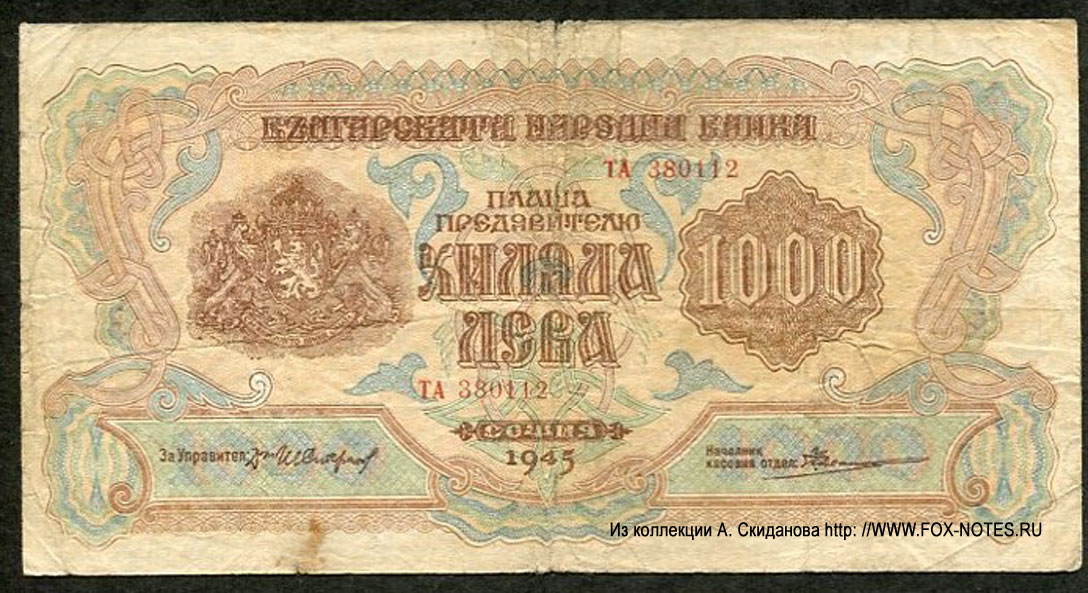 БЪЛГАРСКАТА НАРОДНА БАНКА
ТА 380112
ПЛАЩА
ПРЕДЯВИТЕЛЮ
ХИЛЯДА
ЛЕВА
1000
ТА 380112
СОФИЯ
1945
За Управител:
Началник
касовия отдел:
Из коллекции А. Скиданова http: //WWW.FOX-NOTES.RU